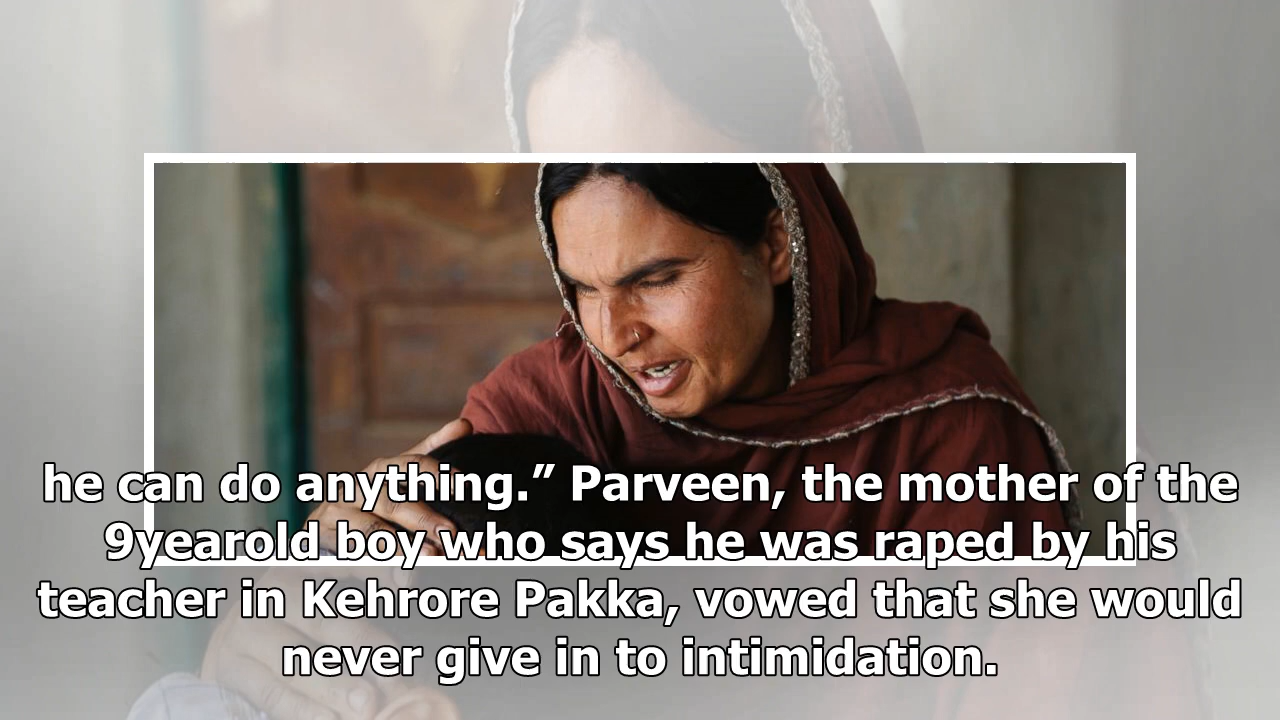 he can do anything.” Parveen, the mother of the
9yearold boy who says he was raped by his
teacher in Kehrore Pakka, vowed that she would
never give in to intimidation.